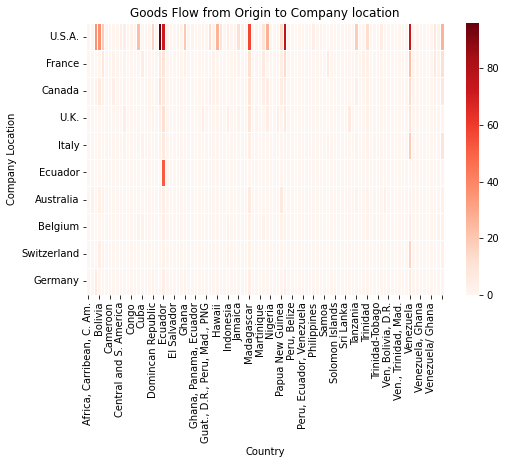 Goods Flow from Origin to Company location
U.S.A.
France
Canada
U.K.
Italy
Ecuador
Australia
Belgium
Switzerland
Germany
Company Location
Africa, Carribean, C. Am.
Bolivia
Cameroon
Central and S. America
Congo
Cuba
Domincan Republic
Ecuador
El Salvador
Ghana
Ghana, Panama, Ecuador
Guat., D.R., Peru, Mad., PNG
Hawaii
Indonesia
Jamaica
Madagascar
Martinique
Nigeria
Papua New Guinea
Peru, Belize
Peru, Ecuador, Venezuela
Philippines
Samoa
Solomon Islands
Sri Lanka
Tanzania
Trinidad
Trinidad-Tobago
Ven, Bolivia, D.R.
Ven., Trinidad, Mad.
Venezuela
Venezuela, Ghana
Venezuela/ Ghana
Country
80
60
40
20
0